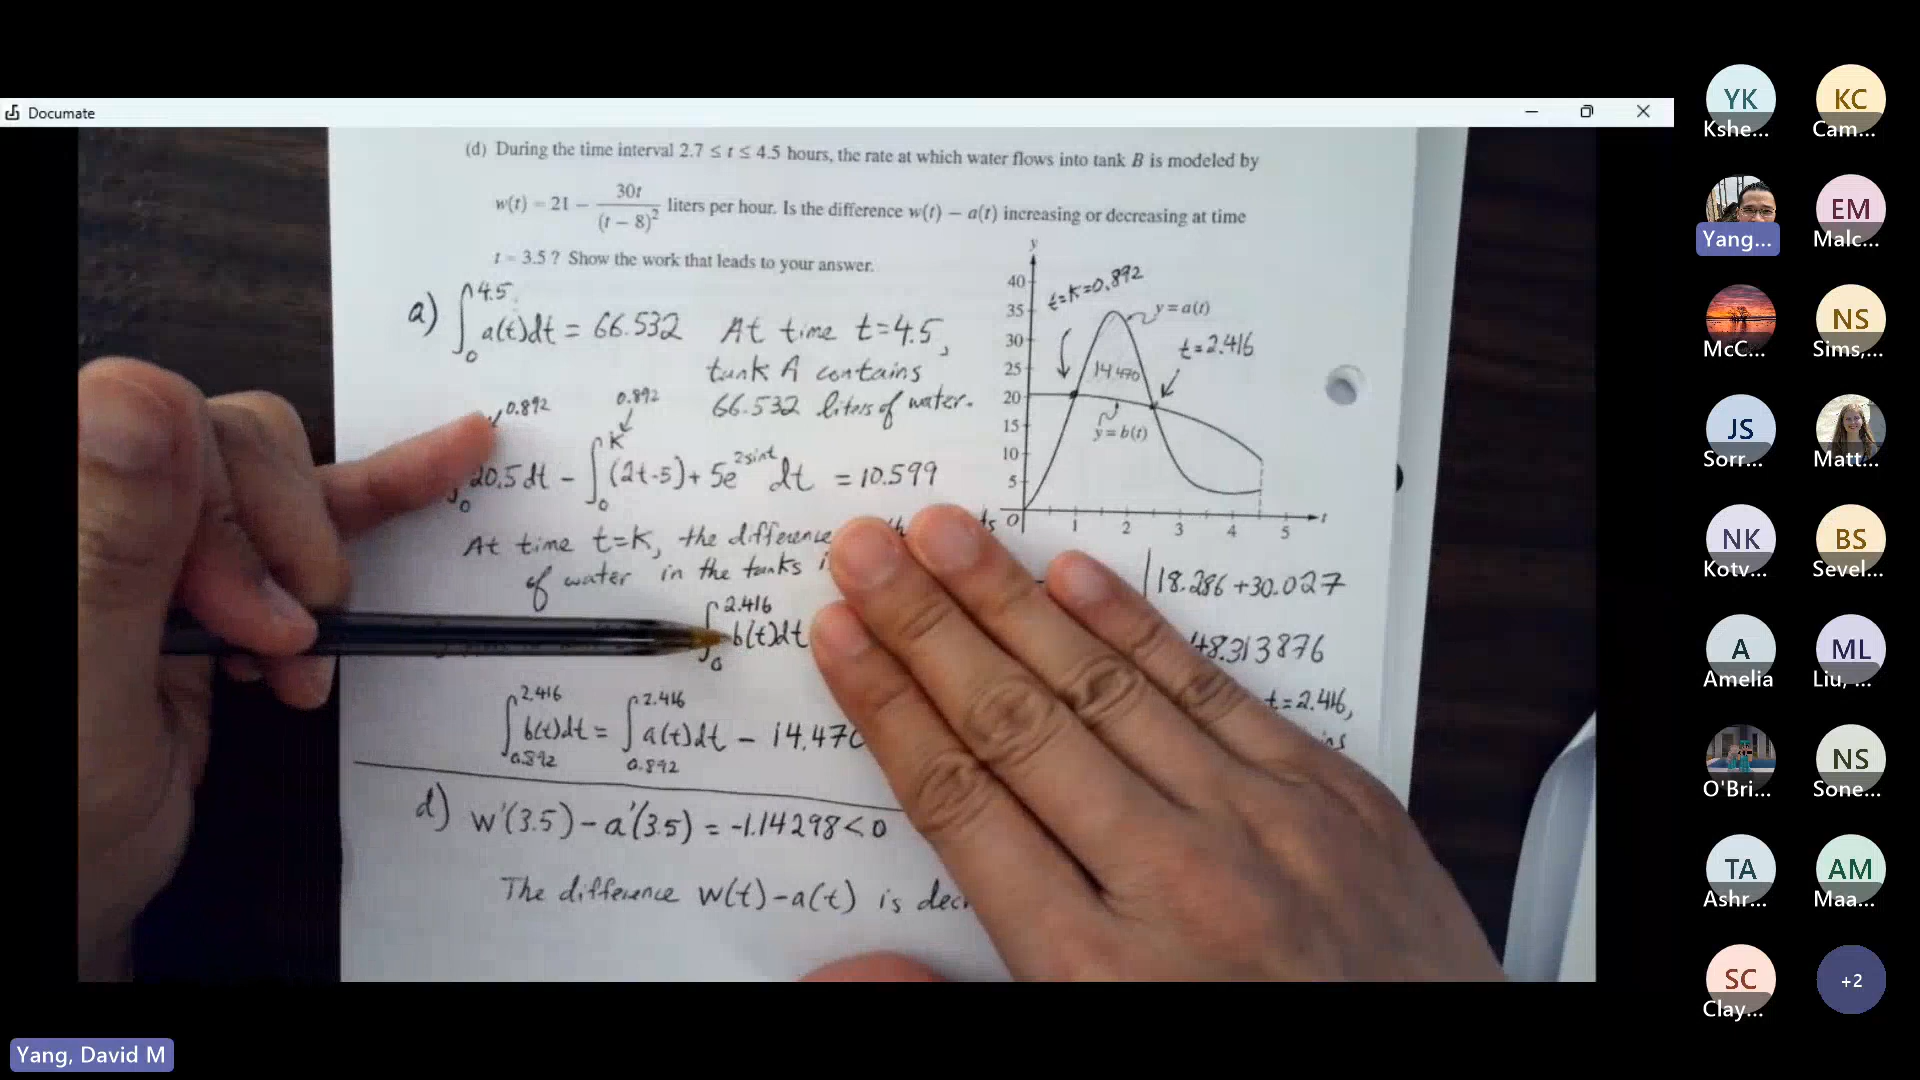 Documate
(d) During the time interval 2.7 ≤ t ≤ 4.5 hours, the rate at which water flows into tank B is modeled by
w(t) = 21 − 30t/(t − 8)² liters per hour. Is the difference w(t) − a(t) increasing or decreasing at time
t = 3.5 ? Show the work that leads to your answer.
a) ∫₀^4.5 a(t)dt = 66.532 At time t=4.5,
tank A contains
66.532 liters of water.
0.892 0.892
20.5 dt − ∫₀^K (2t-5)+5e^(2sint) dt = 10.599
At time t=K, the difference
of water in the tanks
∫₀^2.416 b(t)dt
∫_0.892^2.416 b(t)dt = ∫_0.892^2.416 a(t)dt − 14.470
d) w'(3.5) − a'(3.5) = -1.14298 < 0
The difference w(t)-a(t) is
y
40
35
30
25
20
15
10
5
O
1 2 3 4 5 t
t=K=0.892
y = a(t)
t=2.416
14.470
y = b(t)
18.286 +30.027
48.313876
t=2.416,
YK
Kshe...
KC
Cam...
Yang...
EM
Malc...
McC...
NS
Sims,...
JS
Sorr...
Matt...
NK
Kotv...
BS
Sevel...
A
Amelia
ML
Liu, ...
O'Bri...
NS
Sone...
TA
Ashr...
AM
Maa...
SC
Clay...
+2
Yang, David M